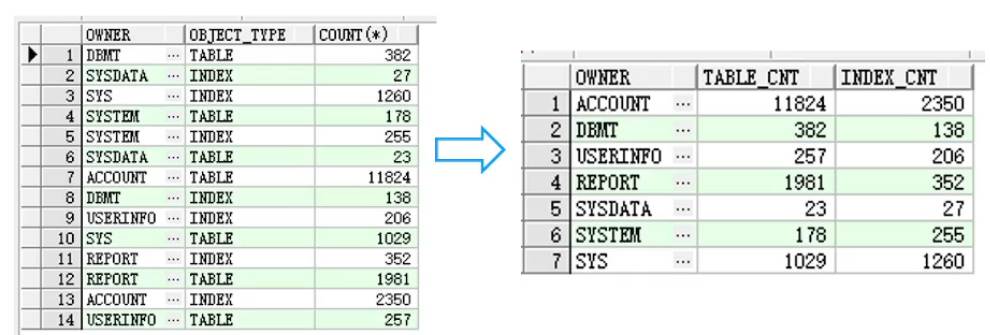 OWNER OBJECT_TYPE COUNT(*)
1 DBMT ... TABLE 382
2 SYSDATA ... INDEX 27
3 SYS ... INDEX 1260
4 SYSTEM ... TABLE 178
5 SYSTEM ... INDEX 255
6 SYSDATA ... TABLE 23
7 ACCOUNT ... TABLE 11824
8 DBMT ... INDEX 138
9 USERINFO ... INDEX 206
10 SYS ... TABLE 1029
11 REPORT ... INDEX 352
12 REPORT ... TABLE 1981
13 ACCOUNT ... INDEX 2350
14 USERINFO ... TABLE 257
OWNER TABLE_CNT INDEX_CNT
1 ACCOUNT ... 11824 2350
2 DBMT ... 382 138
3 USERINFO ... 257 206
4 REPORT ... 1981 352
5 SYSDATA ... 23 27
6 SYSTEM ... 178 255
7 SYS ... 1029 1260